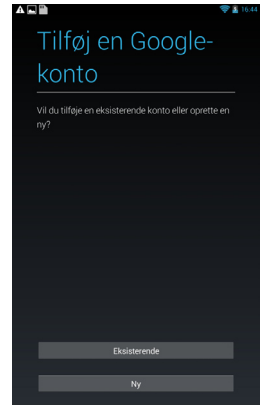 16:44
Tilføj en Google-
konto
Vil du tilføje en eksisterende konto eller oprette en
ny?
Eksisterende
Ny